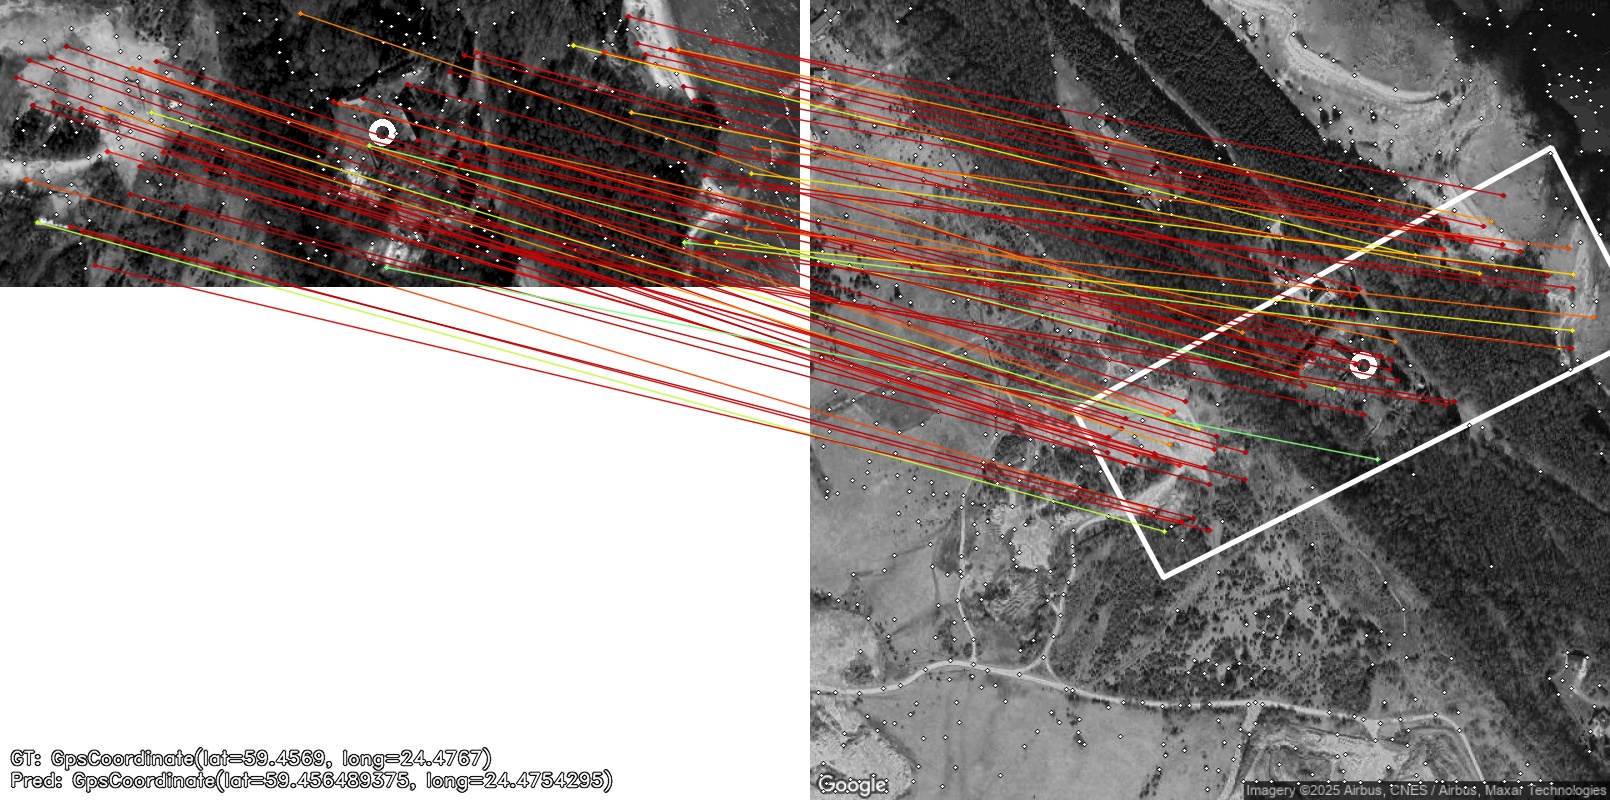 GT: GpsCoordinate(lat=59.4569, long=24.4767)
Pred: GpsCoordinate(lat=59.456489375, long=24.4754295)
Google
Imagery ©2025 Airbus, CNES / Airbus, Maxar Technologies